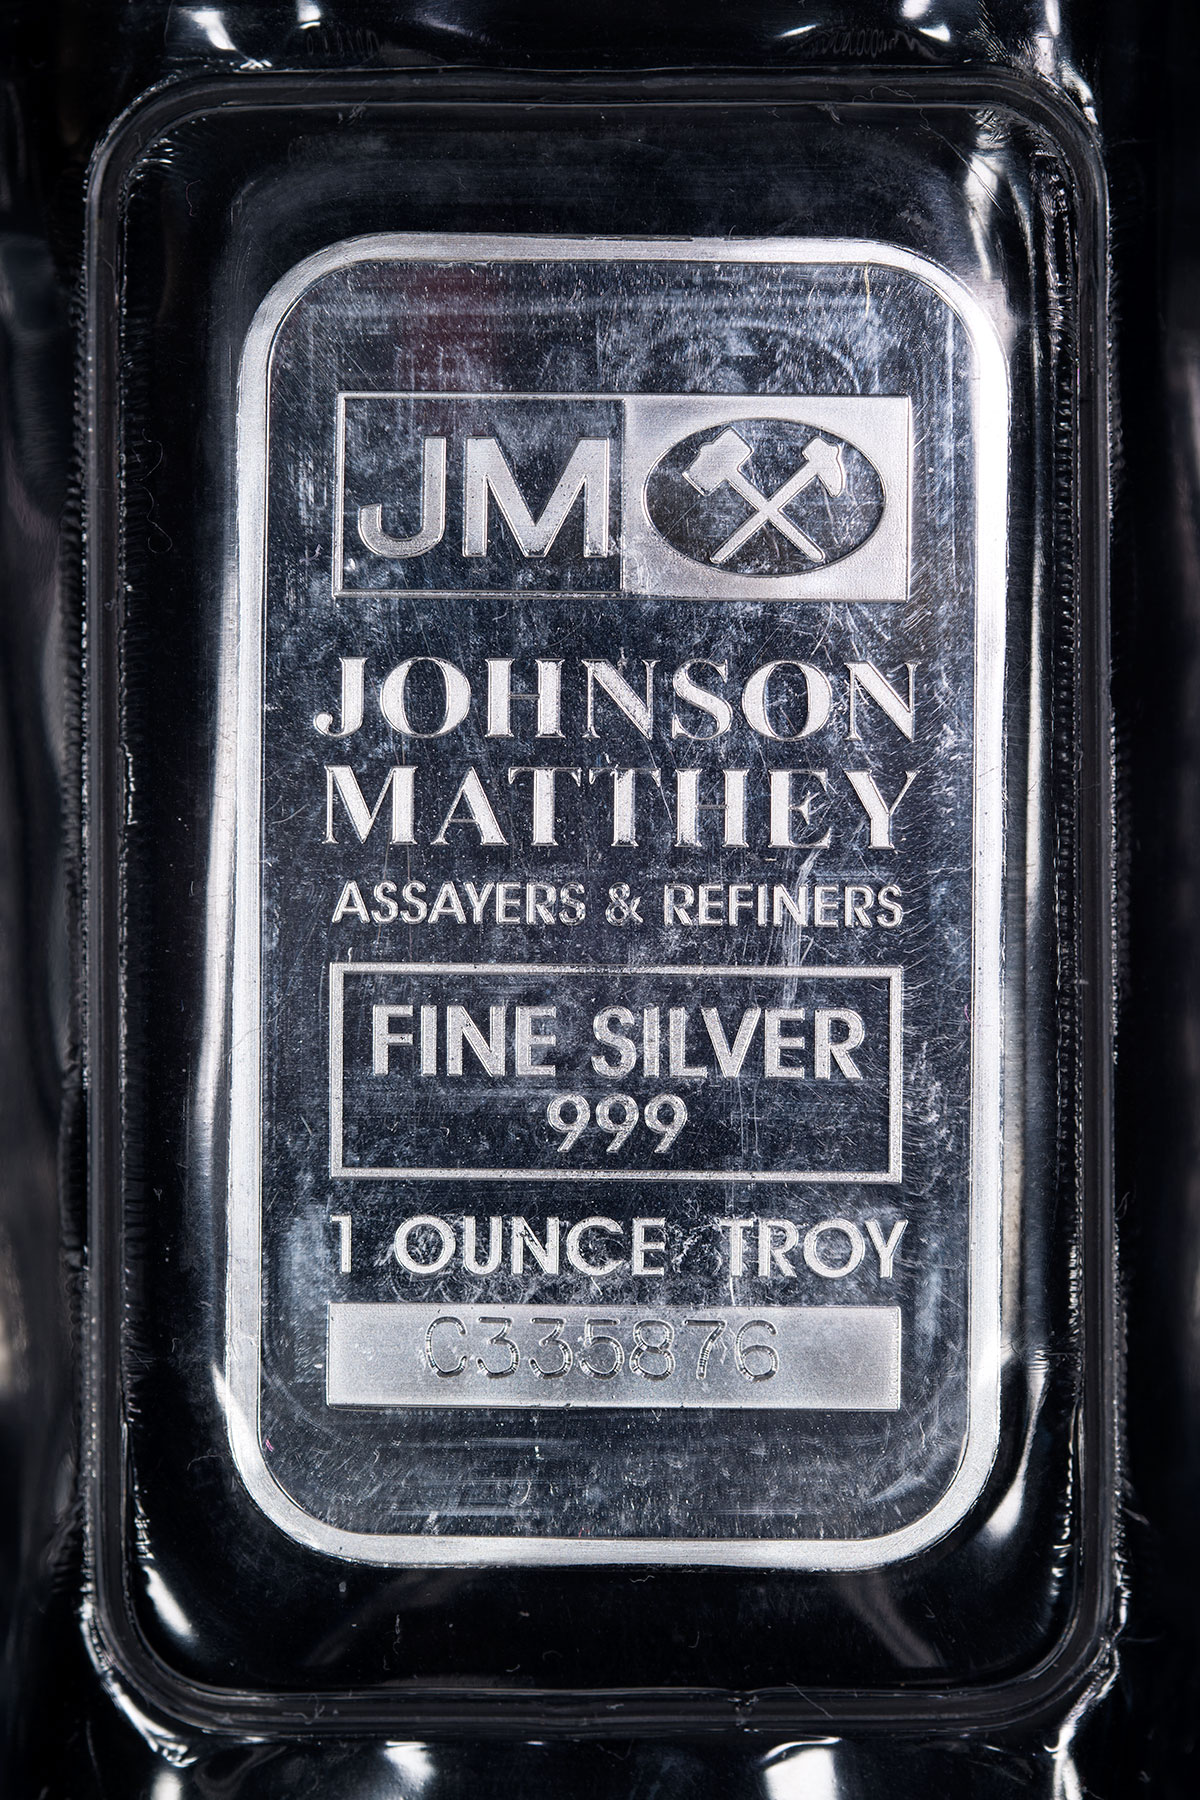 JM
JOHNSON
MATTHEY
ASSAYERS & REFINERS
FINE SILVER
999
1 OUNCE TROY
C335876